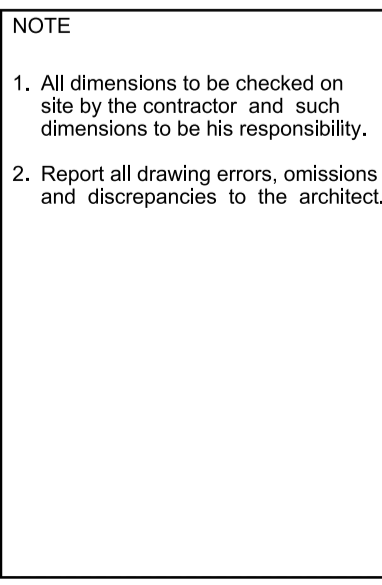 NOTE
1. All dimensions to be checked on
site by the contractor and such
dimensions to be his responsibility.
2. Report all drawing errors, omissions
and discrepancies to the architect.